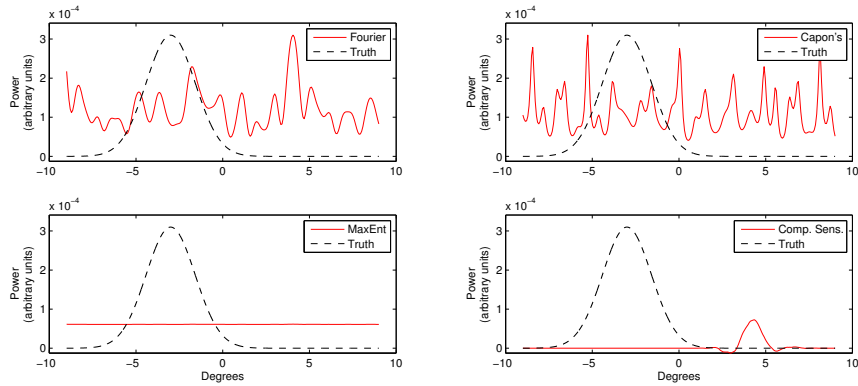 x 10⁻⁴
Fourier
Truth
Power
(arbitrary units)
3
2
1
0
−10
−5
0
5
10
x 10⁻⁴
Capon's
Truth
Power
(arbitrary units)
3
2
1
0
−10
−5
0
5
10
x 10⁻⁴
MaxEnt
Truth
Power
(arbitrary units)
3
2
1
0
−10
−5
0
5
10
Degrees
x 10⁻⁴
Comp. Sens.
Truth
Power
(arbitrary units)
3
2
1
0
−10
−5
0
5
10
Degrees